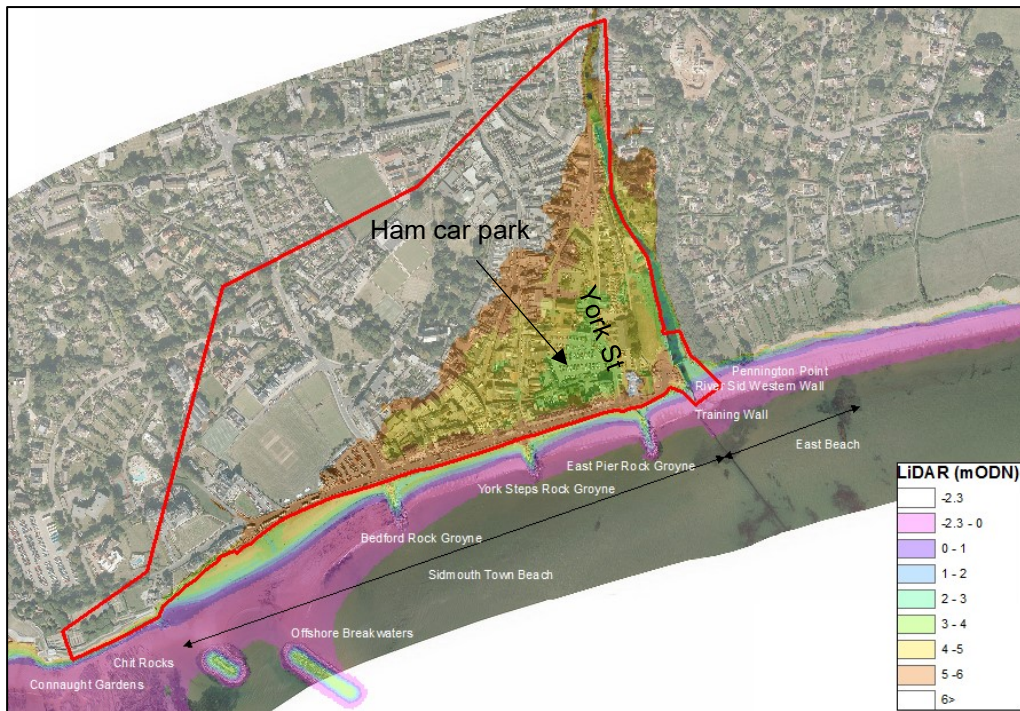 Ham car park
York St
Pennington Point
River Sid Western Wall
Training Wall
East Beach
East Pier Rock Groyne
York Steps Rock Groyne
Bedford Rock Groyne
Sidmouth Town Beach
Offshore Breakwaters
Chit Rocks
Connaught Gardens
LiDAR (mODN)
-2.3
-2.3 - 0
0 - 1
1 - 2
2 - 3
3 - 4
4 - 5
5 - 6
6>